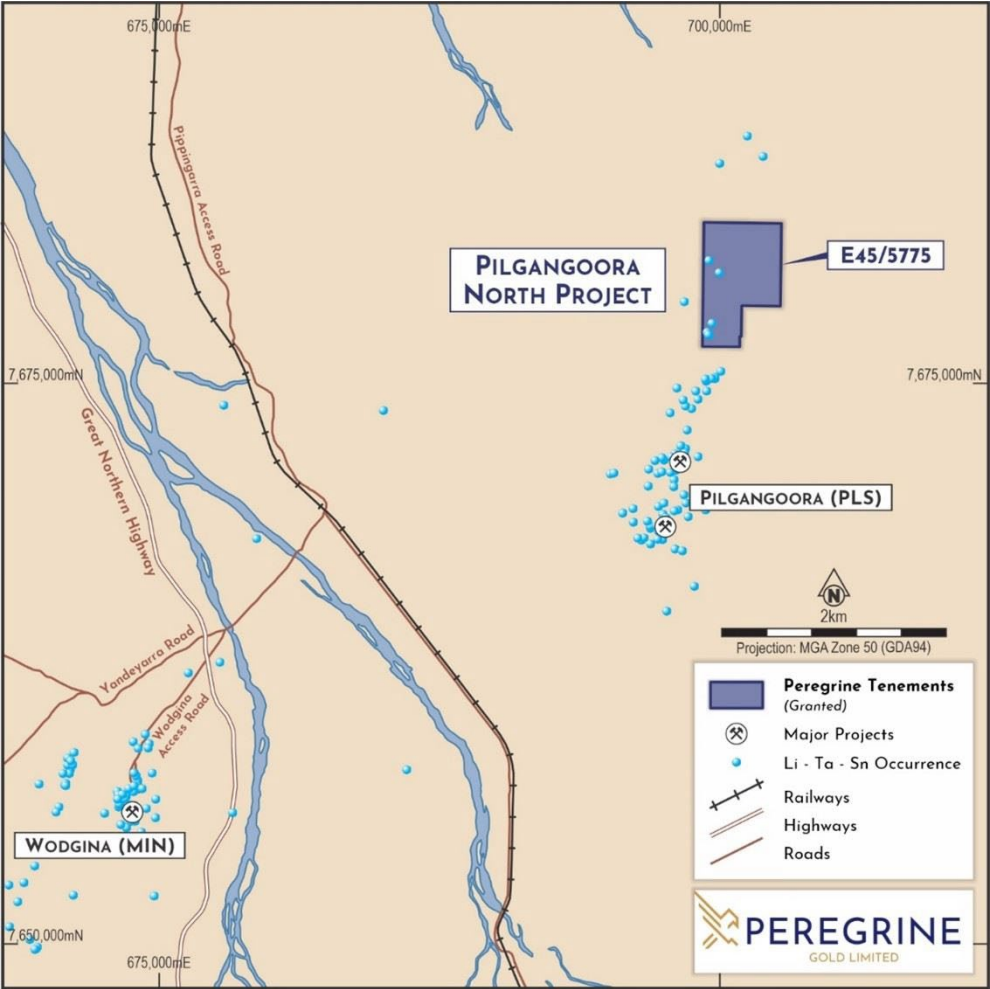 675,000mE
700,000mE
Pippingarra Access Road
PILGANGOORA
NORTH PROJECT
E45/5775
7,675,000mN
7,675,000mN
Great Northern Highway
PILGANGOORA (PLS)
N
2km
Projection: MGA Zone 50 (GDA94)
Yandeyarra Road
Wodgina
Access Road
Peregrine Tenements
(Granted)
Major Projects
Li - Ta - Sn Occurrence
Railways
Highways
Roads
WODGINA (MIN)
7,650,000mN
675,000mE
PEREGRINE
GOLD LIMITED